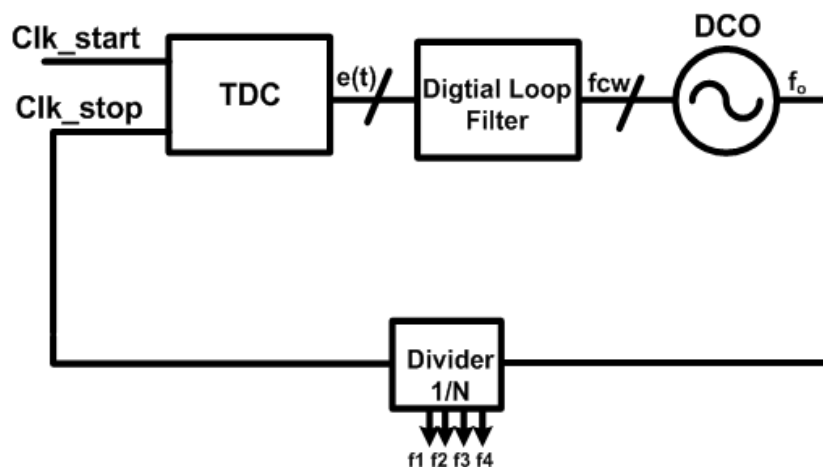 Clk_start
Clk_stop
TDC
e(t)
Digtial Loop
Filter
fcw
DCO
fo
Divider
1/N
f1 f2 f3 f4